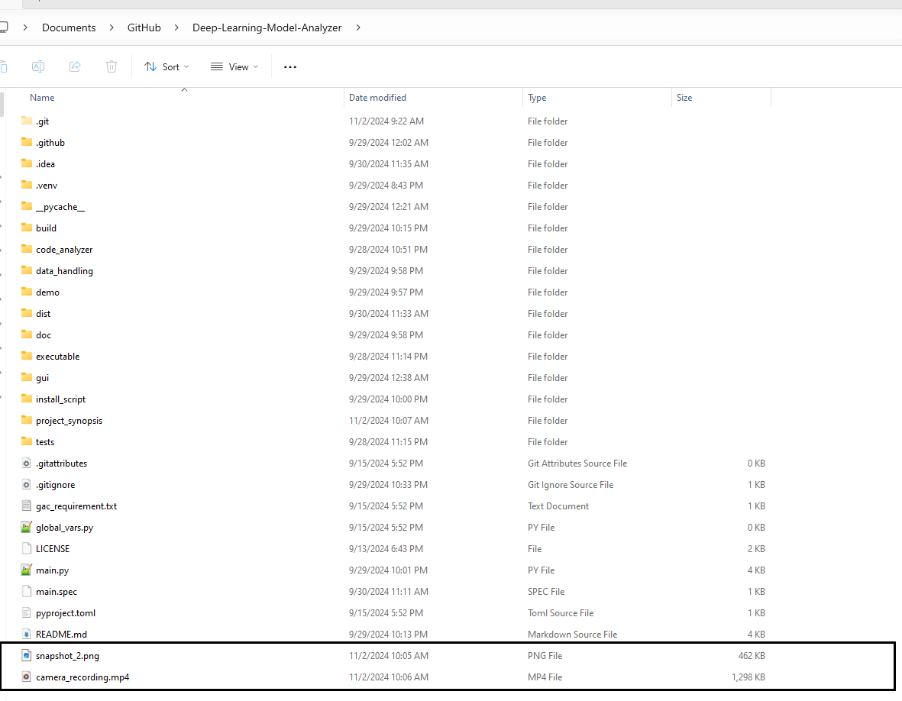 Documents > GitHub > Deep-Learning-Model-Analyzer >
Sort View ...
Name Date modified Type Size
.git 11/2/2024 9:22 AM File folder
.github 9/29/2024 12:02 AM File folder
.idea 9/30/2024 11:35 AM File folder
.venv 9/29/2024 8:43 PM File folder
__pycache__ 9/29/2024 12:21 AM File folder
build 9/29/2024 10:15 PM File folder
code_analyzer 9/28/2024 10:51 PM File folder
data_handling 9/29/2024 9:58 PM File folder
demo 9/29/2024 9:57 PM File folder
dist 9/30/2024 11:33 AM File folder
doc 9/29/2024 9:58 PM File folder
executable 9/28/2024 11:14 PM File folder
gui 9/29/2024 12:38 AM File folder
install_script 9/29/2024 10:00 PM File folder
project_synopsis 11/2/2024 10:07 AM File folder
tests 9/28/2024 11:15 PM File folder
.gitattributes 9/15/2024 5:52 PM Git Attributes Source File 0 KB
.gitignore 9/29/2024 10:33 PM Git Ignore Source File 1 KB
gac_requirement.txt 9/15/2024 5:52 PM Text Document 1 KB
global_vars.py 9/15/2024 5:52 PM PY File 0 KB
LICENSE 9/13/2024 6:43 PM File 2 KB
main.py 9/29/2024 10:01 PM PY File 4 KB
main.spec 9/30/2024 11:11 AM SPEC File 1 KB
pyproject.toml 9/15/2024 5:52 PM Toml Source File 1 KB
README.md 9/29/2024 10:13 PM Markdown Source File 4 KB
snapshot_2.png 11/2/2024 10:05 AM PNG File 462 KB
camera_recording.mp4 11/2/2024 10:06 AM MP4 File 1,298 KB